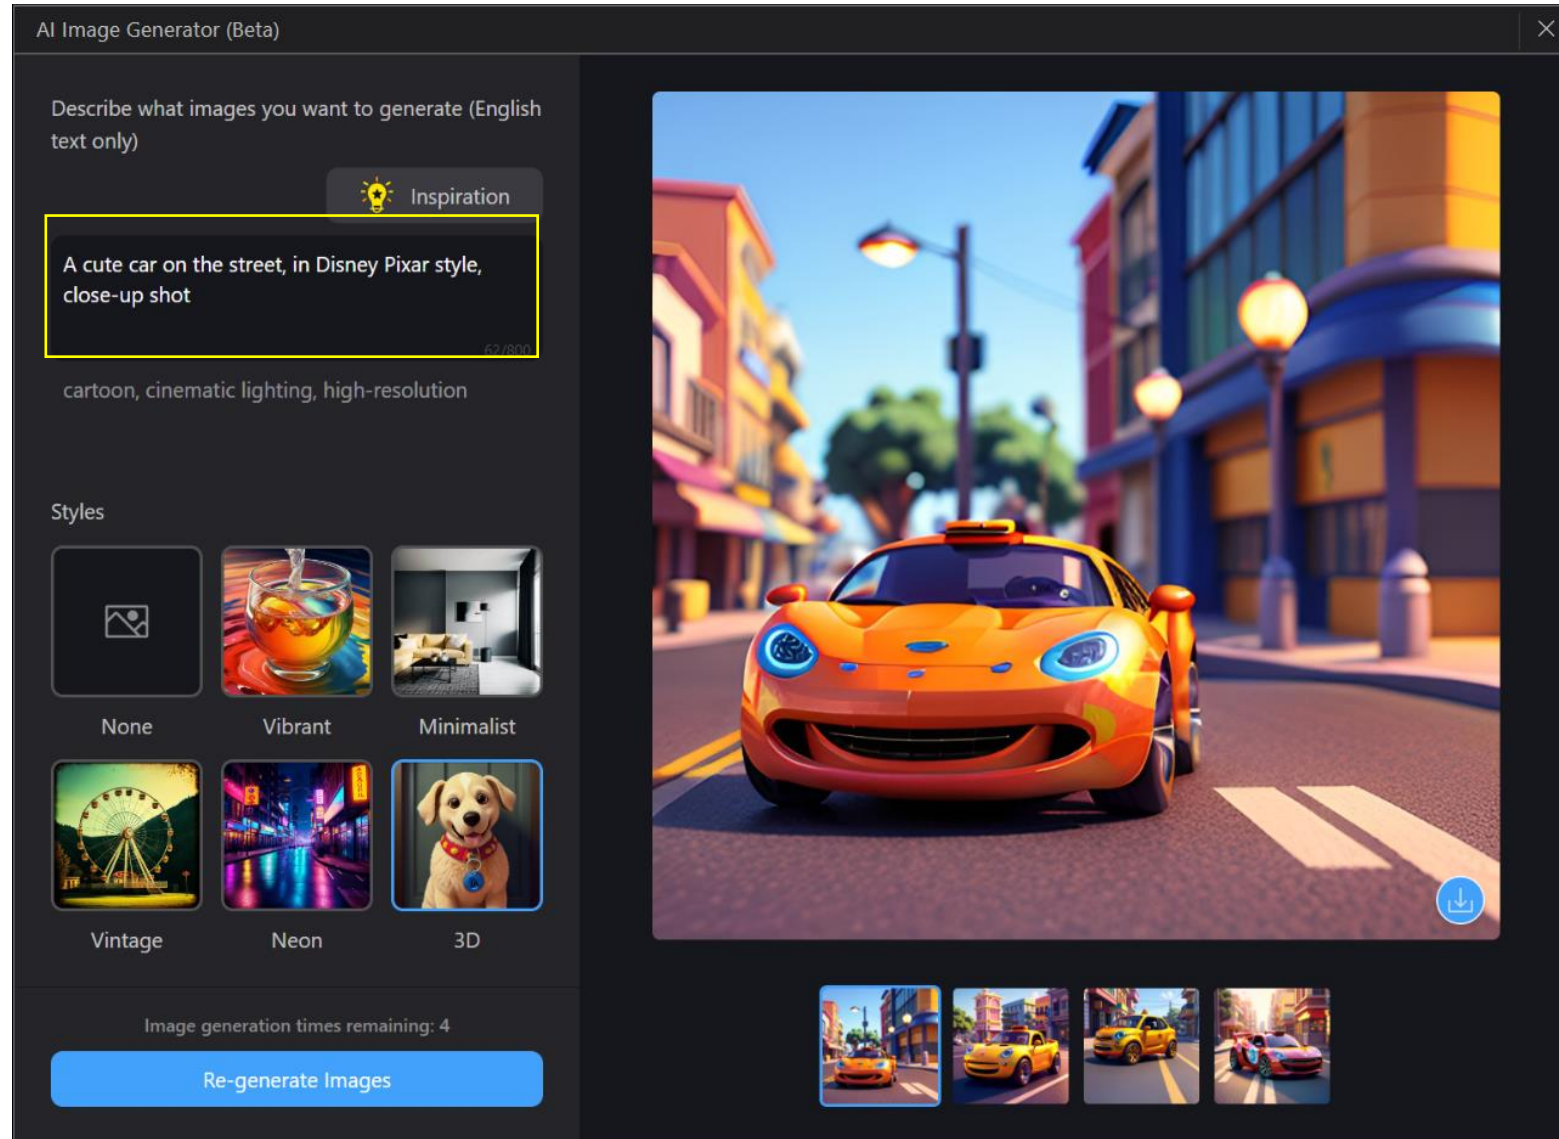 AI Image Generator (Beta)
Describe what images you want to generate (English
text only)
Inspiration
A cute car on the street, in Disney Pixar style,
close-up shot
62/800
cartoon, cinematic lighting, high-resolution
Styles
None
Vibrant
Minimalist
Vintage
Neon
3D
Image generation times remaining: 4
Re-generate Images